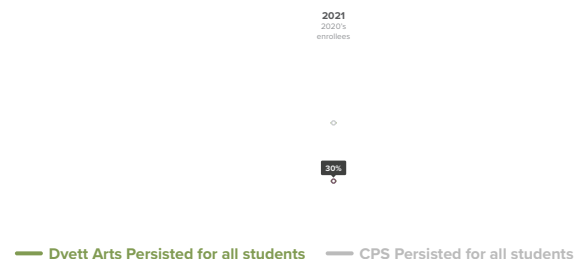 2021
2020's
enrollees
30%
Dvett Arts Persisted for all students
CPS Persisted for all students